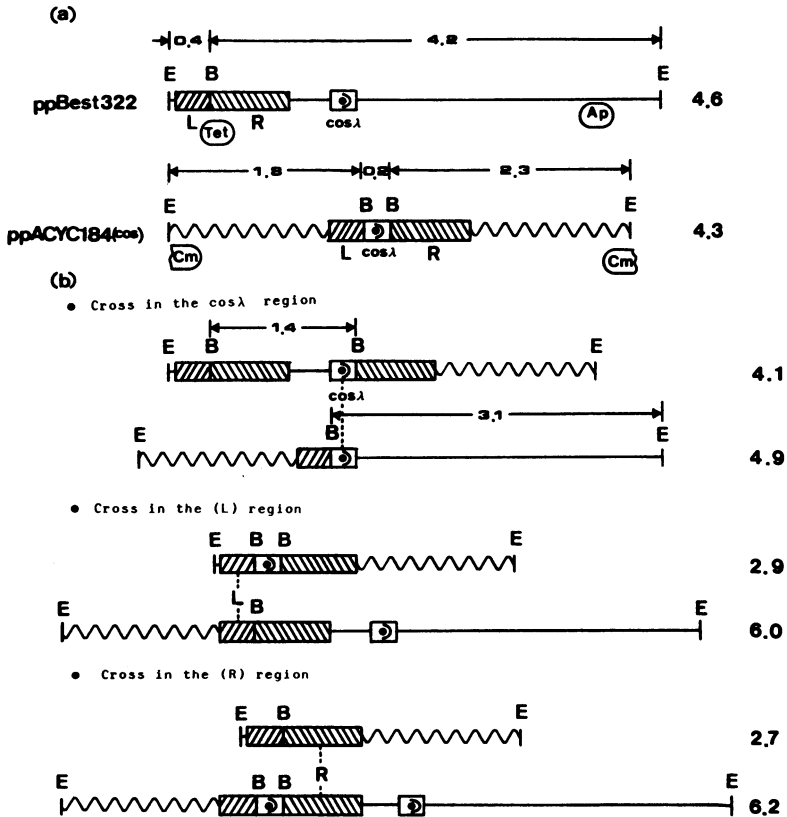 (a)
0.4 4.2
E B E
ppBest322 4.6
L Tet R cosλ Ap
1.8 0.2 2.3
E B B E
ppACYC184(cos) 4.3
Cm L cosλ R Cm
(b)
• Cross in the cosλ region
1.4
E B B E
4.1
cosλ
3.1
E B E
4.9
• Cross in the (L) region
E B B E
2.9
L
E B E
6.0
• Cross in the (R) region
E B E
2.7
R
E B B E
6.2